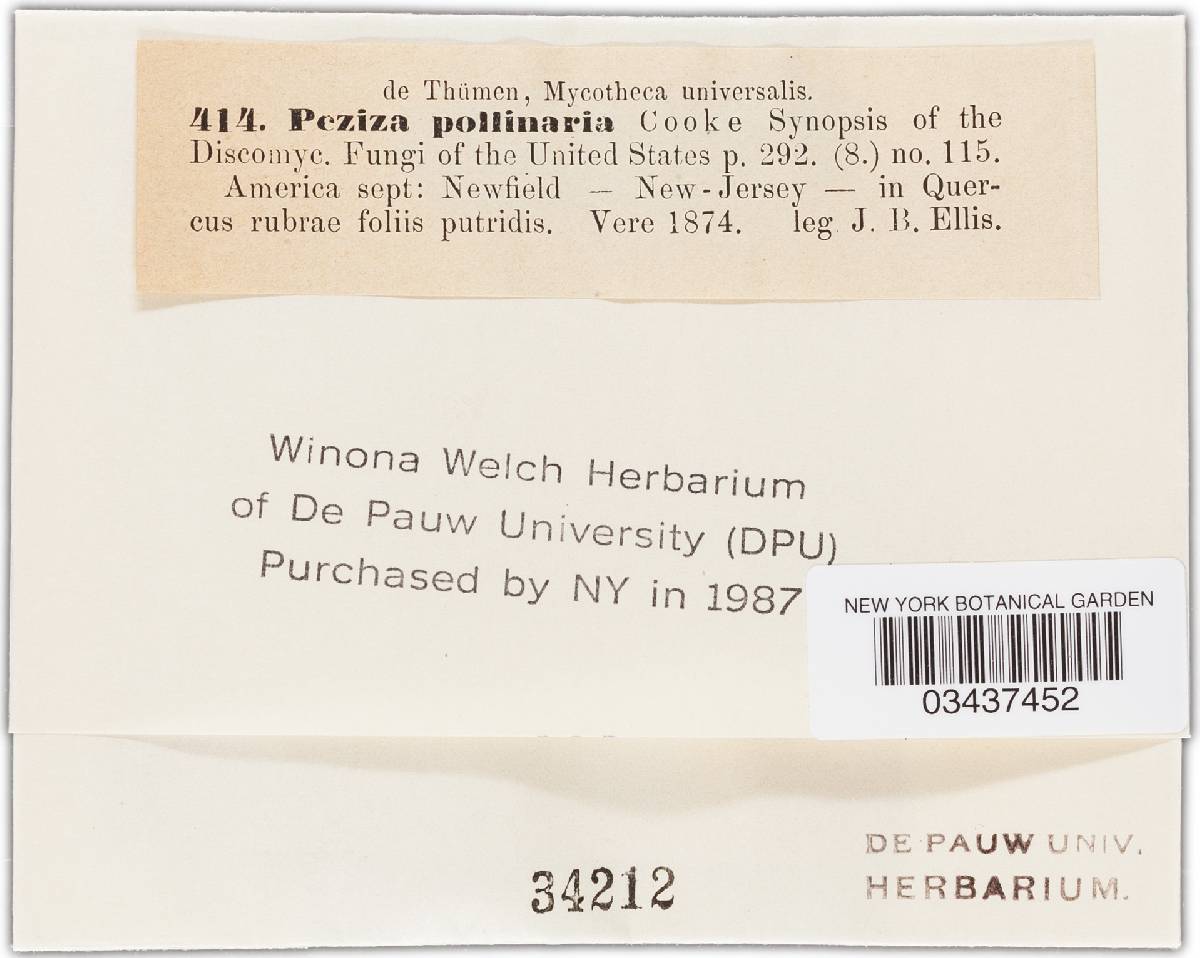 de Thümen, Mycotheca universalis.
414. Peziza pollinaria Cooke Synopsis of the
Discomyc. Fungi of the United States p. 292. (8.) no. 115.
America sept: Newfield — New-Jersey — in Quer-
cus rubrae foliis putridis. Vere 1874. leg J. B. Ellis.
Winona Welch Herbarium
of De Pauw University (DPU)
Purchased by NY in 1987
NEW YORK BOTANICAL GARDEN
03437452
34212
DE PAUW UNIV.
HERBARIUM.